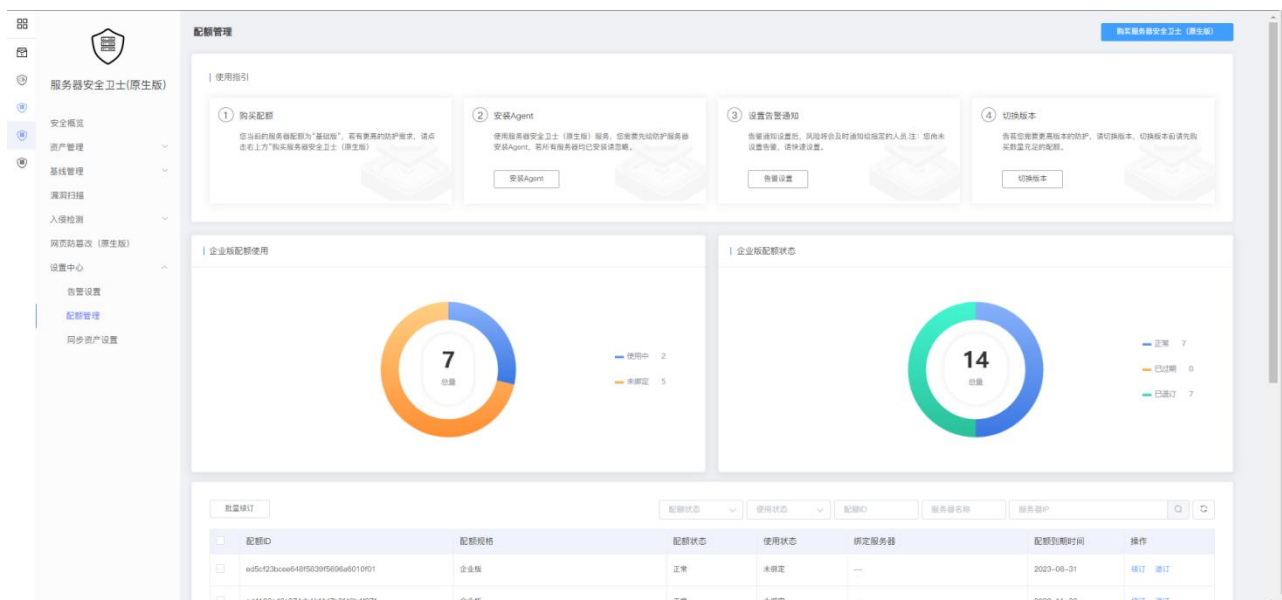 配额管理
购买服务器安全卫士（原生版）
服务器安全卫士(原生版)
安全概览
资产管理
基线管理
漏洞扫描
入侵检测
网页防篡改（原生版）
设置中心
告警设置
配额管理
同步资产设置
使用指引
1 购买配额
您当前的服务器配额为“基础版”，若有更高的防护需求，请点
击右上方“购买服务器安全卫士（原生版）
2 安装Agent
使用服务器安全卫士（原生版）服务，您需要先给防护服务器
安装Agent，若所有服务器均已安装请忽略。
安装Agent
3 设置告警通知
告警通知设置后，风险将会及时通知给指定的人员.注：您尚未
设置告警，请快速设置。
告警设置
4 切换版本
倘若您需要更高版本的防护，请切换版本，切换版本前请先购
买数量充足的配额。
切换版本
企业版配额使用
7
总量
使用中 2
未绑定 5
企业版配额状态
14
总量
正常 7
已过期 0
已退订 7
批量续订
配额状态
使用状态
配额ID
服务器名称
服务器IP
配额ID 配额规格 配额状态 使用状态 绑定服务器 配额到期时间 操作
ed5cf23bcee648f5839f5696a6010f01 企业版 正常 未绑定 --- 2023-08-31 续订 退订